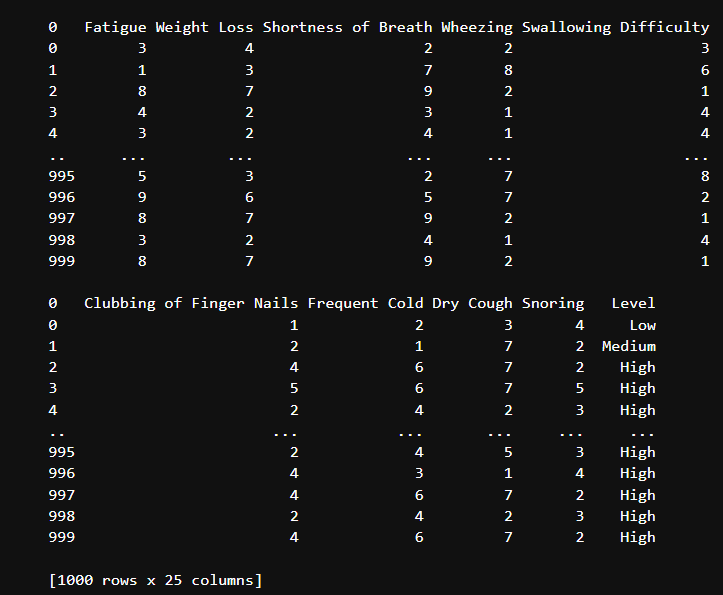 0   Fatigue Weight Loss Shortness of Breath Wheezing Swallowing Difficulty
0         3           4                   2        2                     3
1         1           3                   7        8                     6
2         8           7                   9        2                     1
3         4           2                   3        1                     4
4         3           2                   4        1                     4
..      ...         ...                 ...      ...                   ...
995       5           3                   2        7                     8
996       9           6                   5        7                     2
997       8           7                   9        2                     1
998       3           2                   4        1                     4
999       8           7                   9        2                     1
0   Clubbing of Finger Nails Frequent Cold Dry Cough Snoring   Level
0                          1             2         3       4     Low
1                          2             1         7       2  Medium
2                          4             6         7       2    High
3                          5             6         7       5    High
4                          2             4         2       3    High
..                       ...           ...       ...     ...     ...
995                        2             4         5       3    High
996                        4             3         1       4    High
997                        4             6         7       2    High
998                        2             4         2       3    High
999                        4             6         7       2    High
[1000 rows x 25 columns]